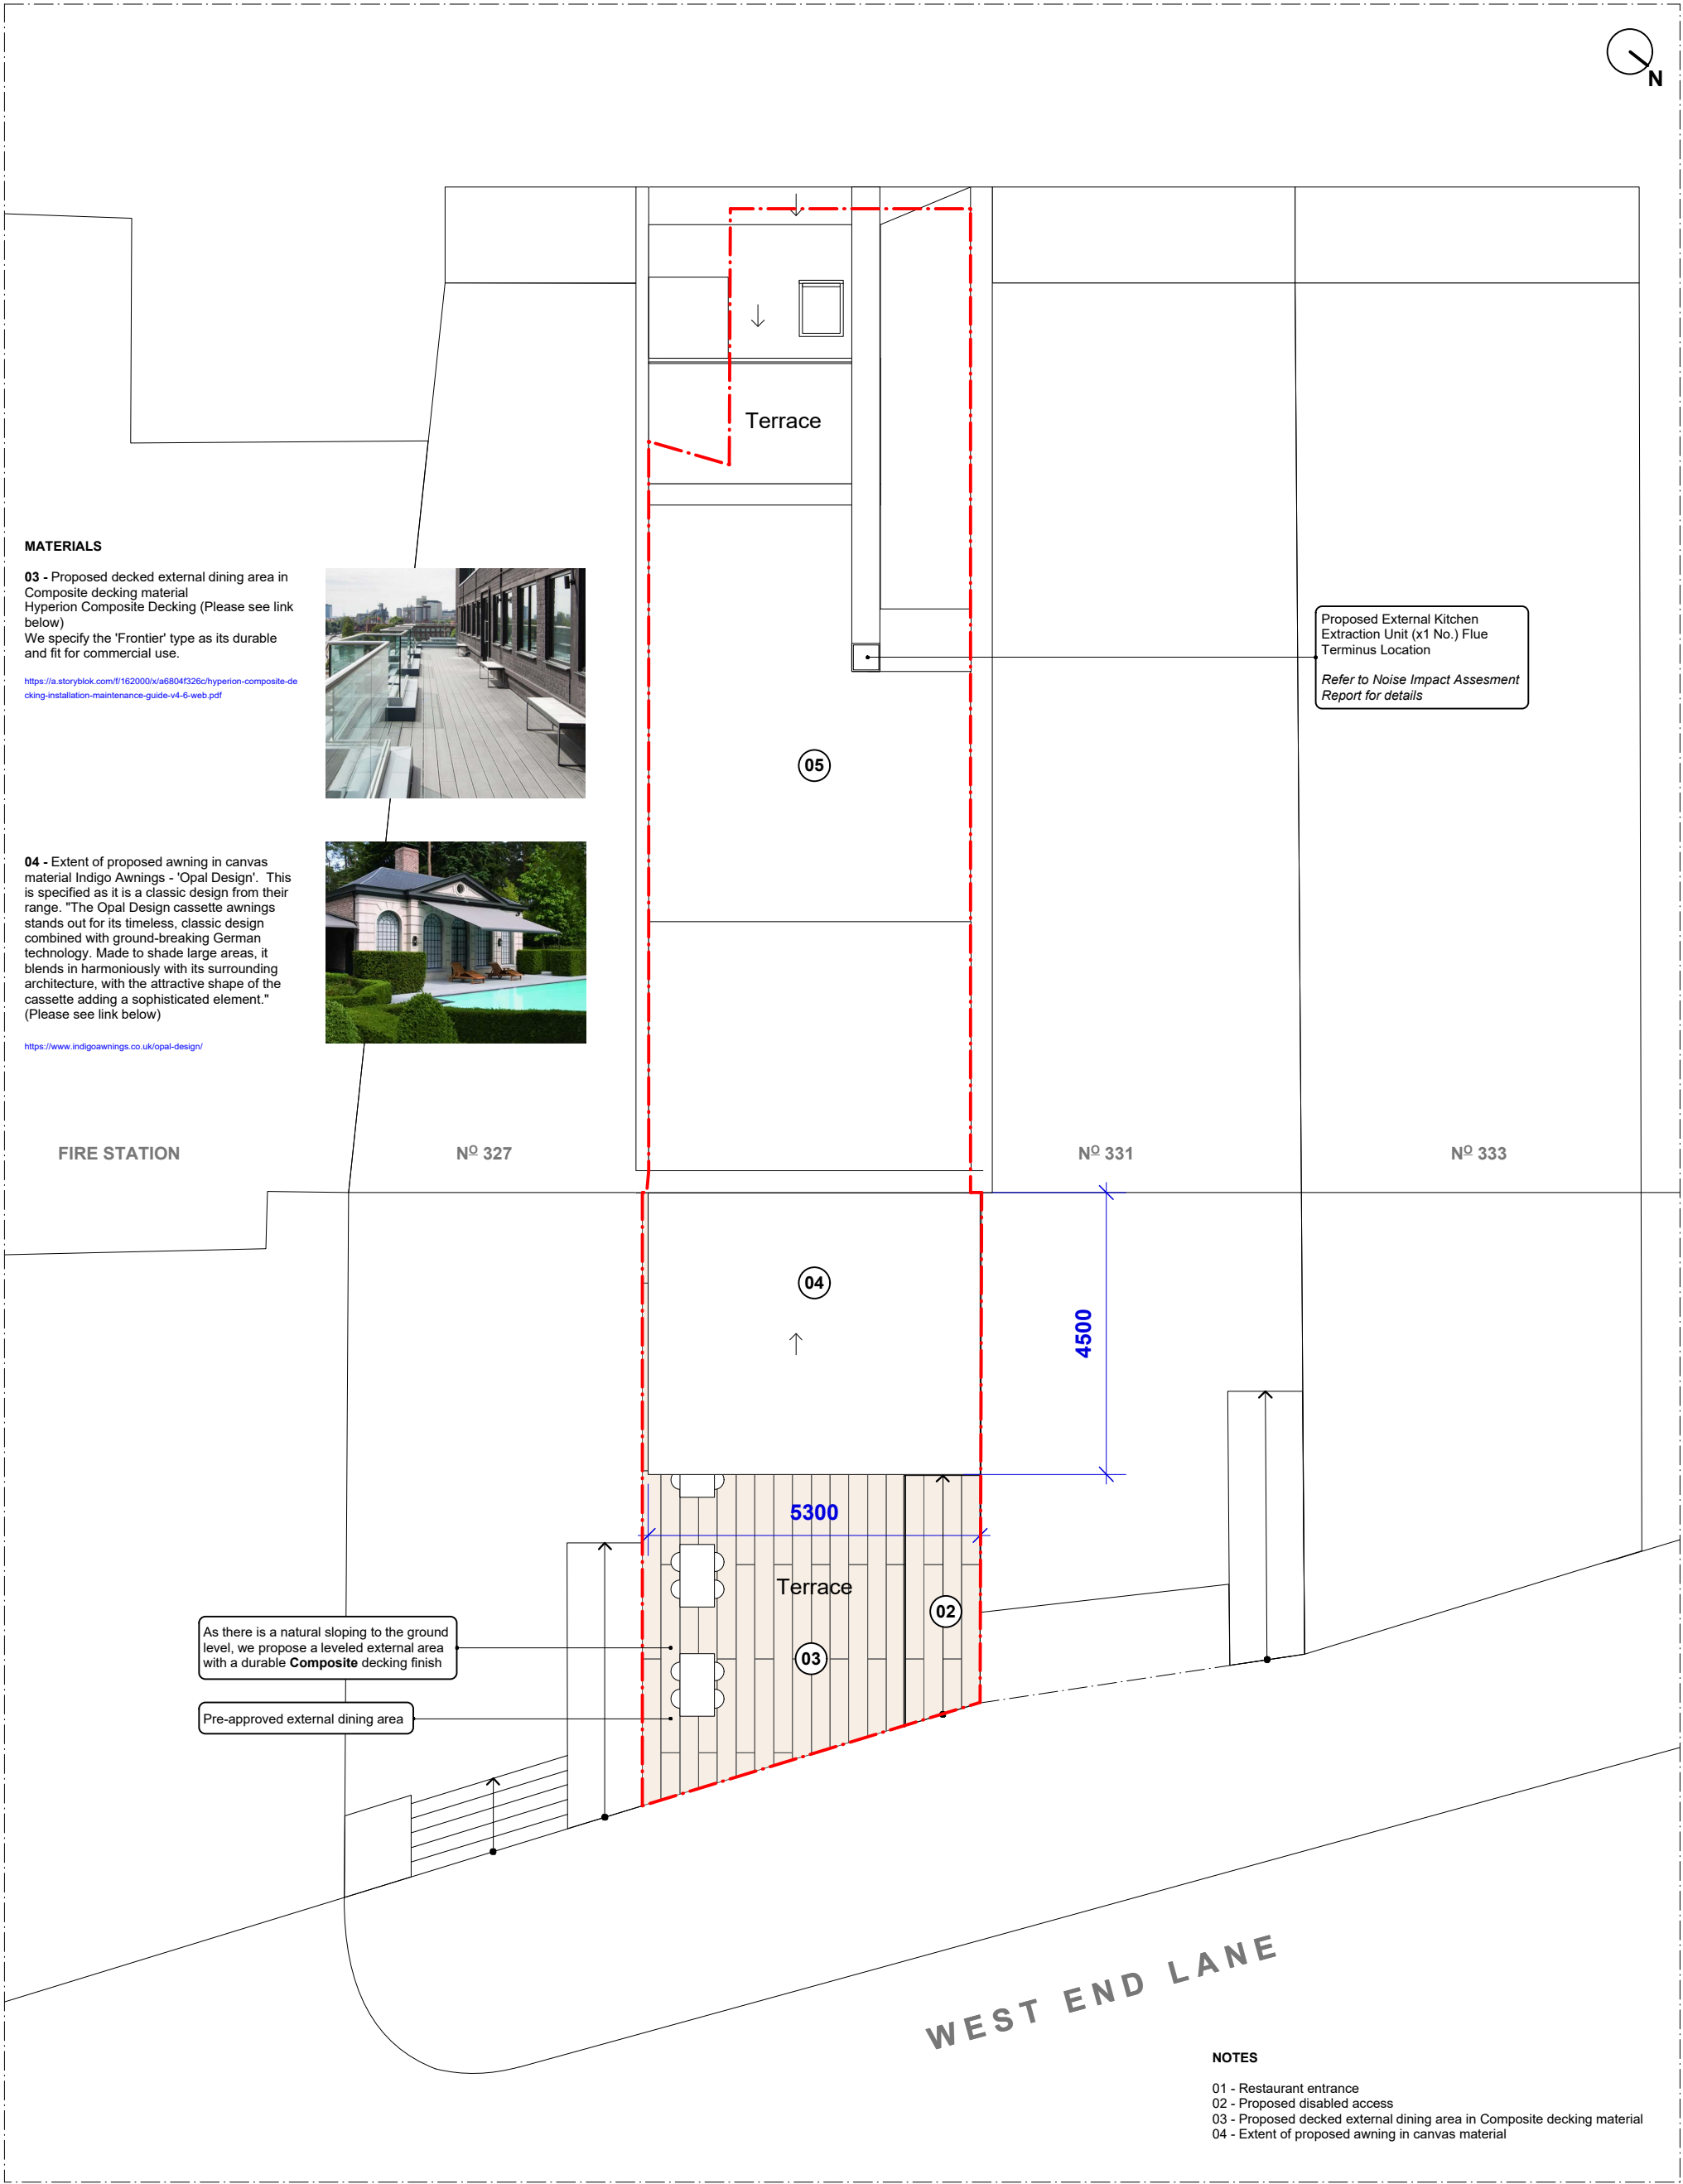 N
Terrace
MATERIALS
03 - Proposed decked external dining area in
Composite decking material
Hyperion Composite Decking (Please see link
below)
We specify the 'Frontier' type as its durable
and fit for commercial use.
https://a.storyblok.com/f/162000/x/a6804f326c/hyperion-composite-de
cking-installation-maintenance-guide-v4-6-web.pdf
Proposed External Kitchen
Extraction Unit (x1 No.) Flue
Terminus Location
Refer to Noise Impact Assesment
Report for details
05
04 - Extent of proposed awning in canvas
material Indigo Awnings - 'Opal Design'. This
is specified as it is a classic design from their
range. "The Opal Design cassette awnings
stands out for its timeless, classic design
combined with ground-breaking German
technology. Made to shade large areas, it
blends in harmoniously with its surrounding
architecture, with the attractive shape of the
cassette adding a sophisticated element."
(Please see link below)
https://www.indigoawnings.co.uk/opal-design/
FIRE STATION
Nº 327
Nº 331
Nº 333
04
4500
5300
Terrace
02
03
As there is a natural sloping to the ground
level, we propose a leveled external area
with a durable Composite decking finish
Pre-approved external dining area
WEST END LANE
NOTES
01 - Restaurant entrance
02 - Proposed disabled access
03 - Proposed decked external dining area in Composite decking material
04 - Extent of proposed awning in canvas material